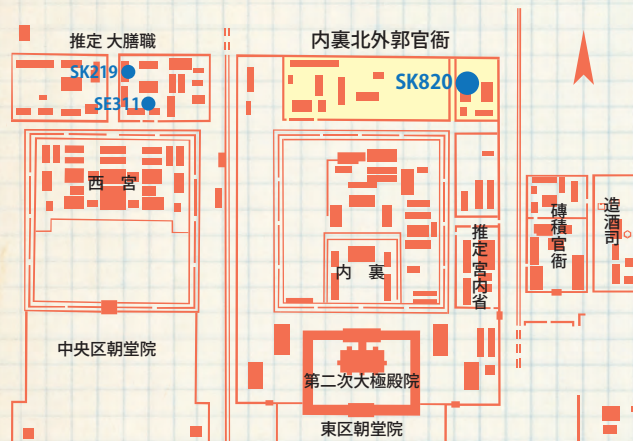 推定 大膳職
内裏北外郭官衙
SK219
SE311
SK820
西 宮
内 裏
推定宮内省
磚積官衙
造酒司
中央区朝堂院
第二次大極殿院
東区朝堂院